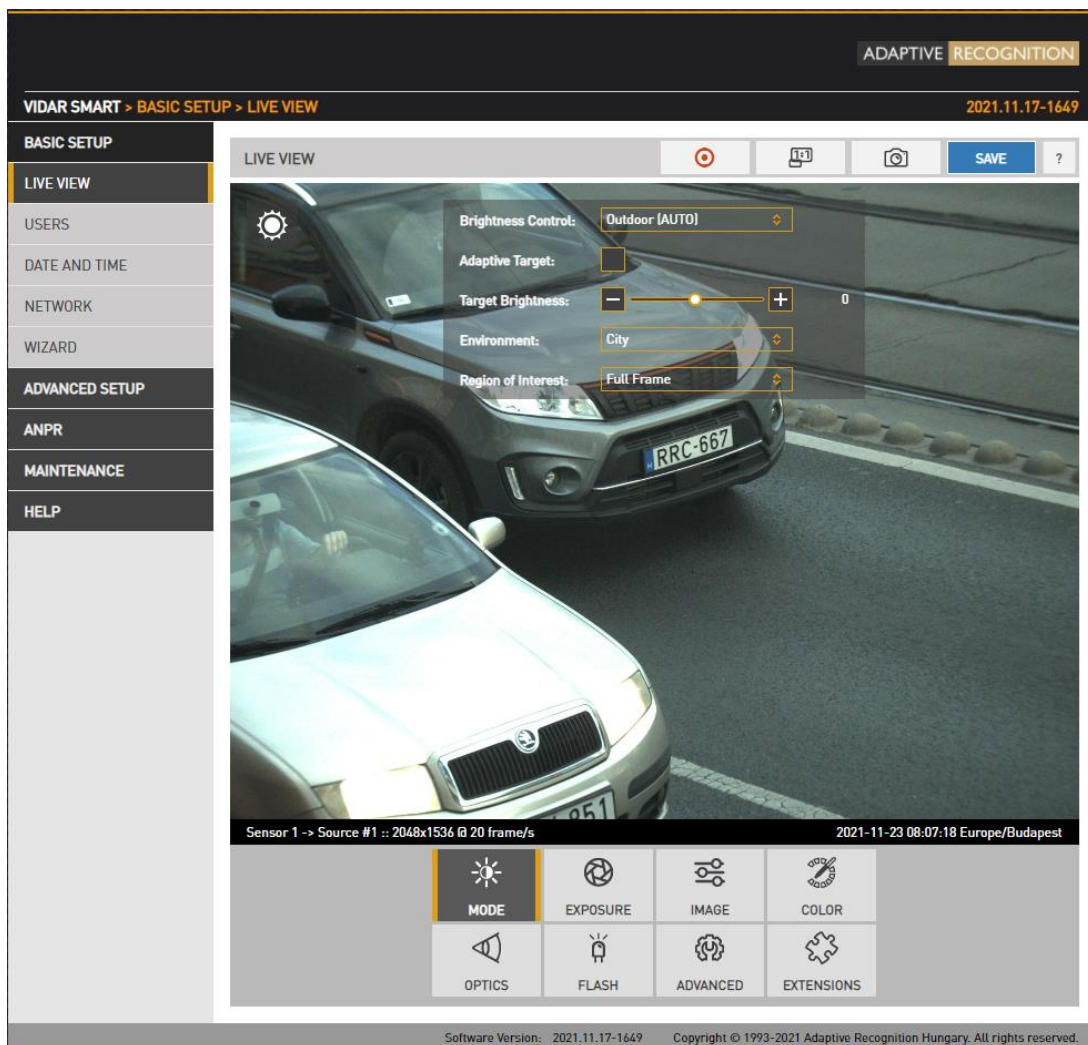 ADAPTIVE RECOGNITION
VIDAR SMART > BASIC SETUP > LIVE VIEW
2021.11.17-1649
BASIC SETUP
LIVE VIEW
USERS
DATE AND TIME
NETWORK
WIZARD
ADVANCED SETUP
ANPR
MAINTENANCE
HELP
LIVE VIEW
1:1
SAVE
?
Brightness Control: Outdoor (AUTO)
Adaptive Target:
Target Brightness: 0
Environment: City
Region of Interest: Full Frame
H RRC-667
851
Sensor 1 -> Source #1 :: 2048x1536 @ 20 frame/s
2021-11-23 08:07:18 Europe/Budapest
MODE
EXPOSURE
IMAGE
COLOR
OPTICS
FLASH
ADVANCED
EXTENSIONS
Software Version: 2021.11.17-1649
Copyright © 1993-2021 Adaptive Recognition Hungary. All rights reserved.